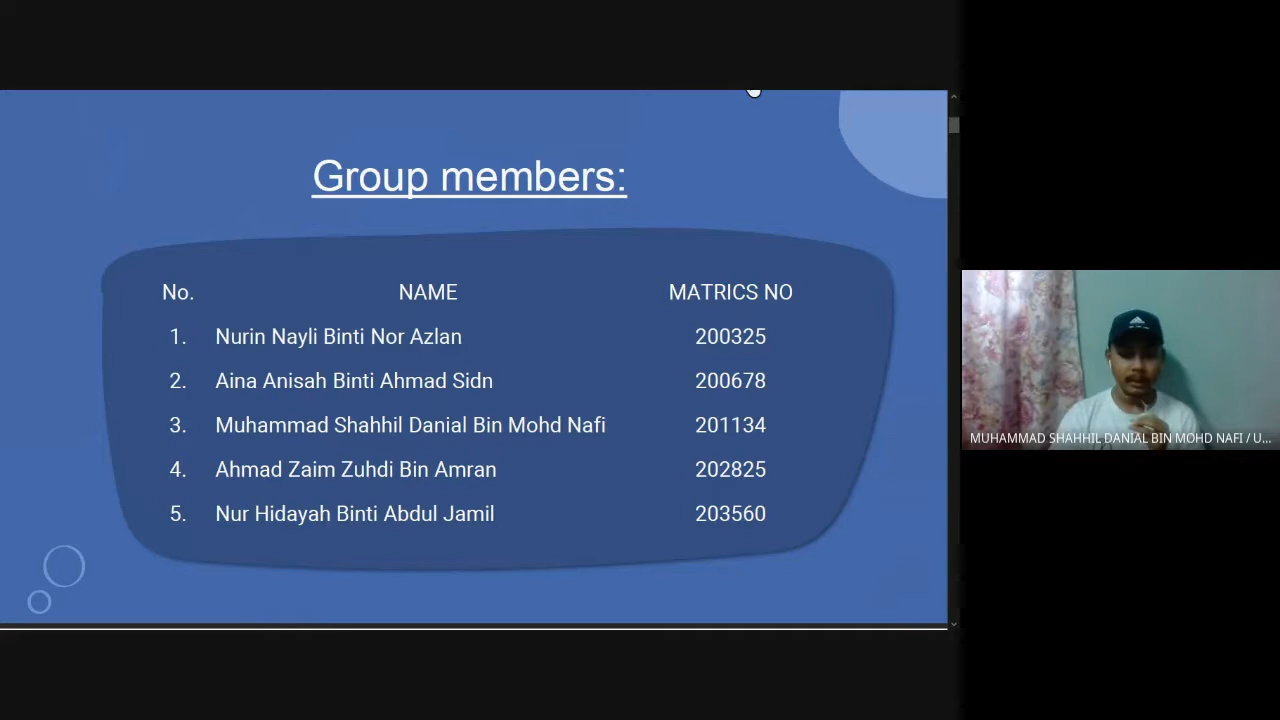 Group members:
No. NAME MATRICS NO
1. Nurin Nayli Binti Nor Azlan 200325
2. Aina Anisah Binti Ahmad Sidn 200678
3. Muhammad Shahhil Danial Bin Mohd Nafi 201134
4. Ahmad Zaim Zuhdi Bin Amran 202825
5. Nur Hidayah Binti Abdul Jamil 203560
MUHAMMAD SHAHHIL DANIAL BIN MOHD NAFI / U...